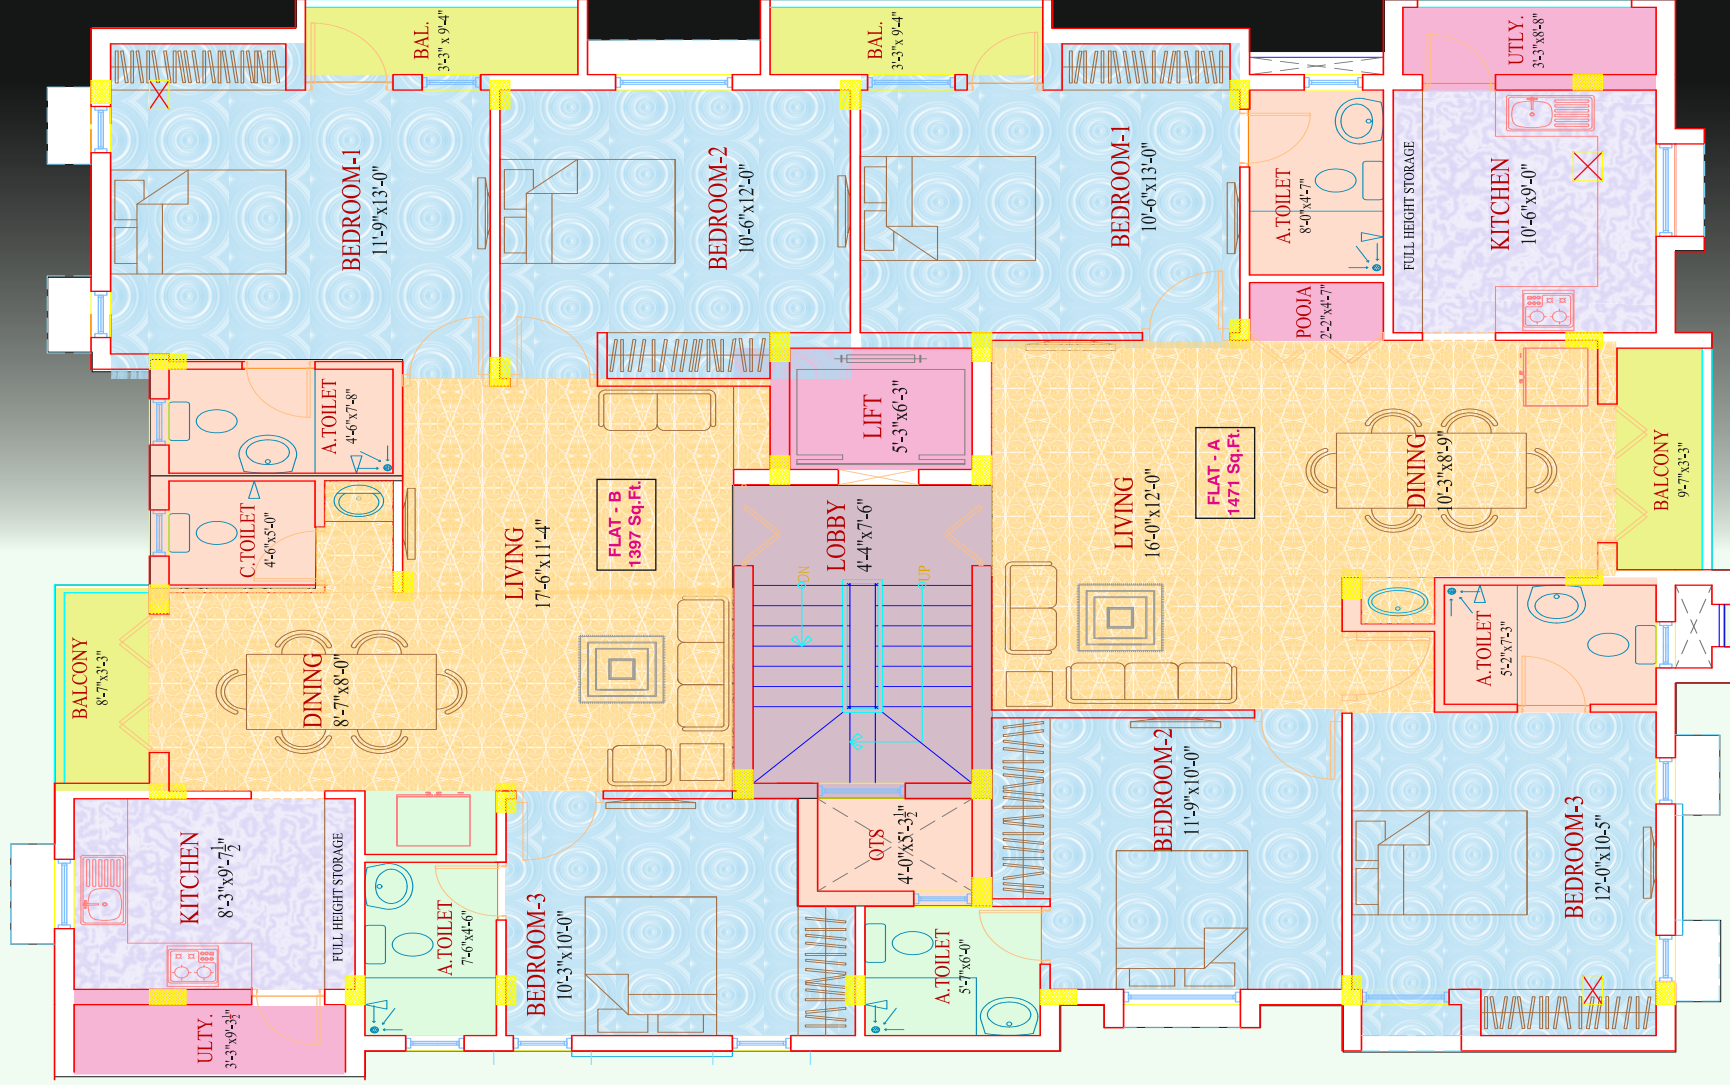 BAL.
3'-3" x 9'-4"
BAL.
3'-3"x 9'-4"
UTLY.
3'-3"x8'-8"
BEDROOM-1
11'-9"x13'-0"
BEDROOM-2
10'-6"x12'-0"
BEDROOM-1
10'-6"x13'-0"
A.TOILET
8'-0"x4'-7"
FULL HEIGHT STORAGE
KITCHEN
10'-6"x9'-0"
POOJA
2'-2"x4'-7"
A.TOILET
4'-6"x7'-8"
LIFT
5'-3"x6'-3"
C.TOILET
4'-6"x5'-0"
LIVING
17'-6"x11'-4"
FLAT - B
1397 Sq.Ft.
LOBBY
4'-4"x7'-6"
LIVING
16'-0"x12'-0"
FLAT - A
1471 Sq.Ft.
DINING
10'-3"x8'-9"
BALCONY
9'-7"x3'-3"
DN
UP
BALCONY
8'-7"x3'-3"
DINING
8'-7"x8'-0"
A.TOILET
5'-2"x7'-3"
KITCHEN
8'-3"x9'-7½"
FULL HEIGHT STORAGE
A.TOILET
7'-6"x4'-6"
BEDROOM-3
10'-3"x10'-0"
OTS
4'-0"x5'-3½"
BEDROOM-2
11'-9"x10'-0"
BEDROOM-3
12'-0"x10-5"
A.TOILET
5'-7"x6'-0"
ULTY.
3'-3"x9'-3½"